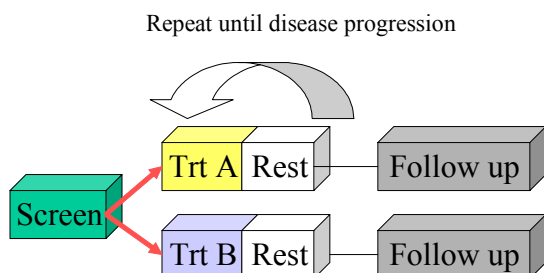 Repeat until disease progression
Trt A Rest Follow up
Screen
Trt B Rest Follow up